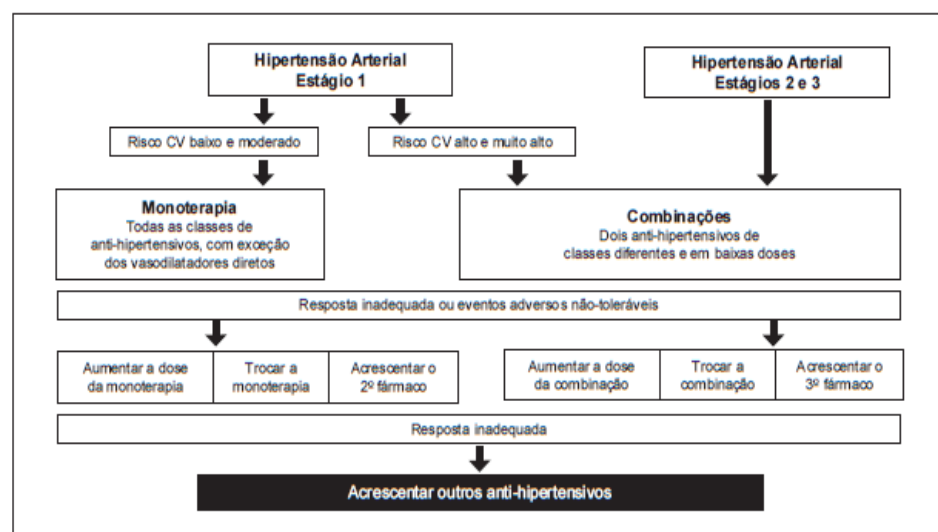 Hipertensão Arterial
Estágio 1
Hipertensão Arterial
Estágios 2 e 3
Risco CV baixo e moderado
Risco CV alto e muito alto
Monoterapia
Todas as classes de
anti-hipertensivos, com exceção
dos vasodilatadores diretos
Combinações
Dois anti-hipertensivos de
classes diferentes e em baixas doses
Resposta inadequada ou eventos adversos não-toleráveis
Aumentar a dose
da monoterapia
Trocar a
monoterapia
Acrescentar o
2º fármaco
Aumentar a dose
da combinação
Trocar a
combinação
Acrescentar o
3º fármaco
Resposta inadequada
Acrescentar outros anti-hipertensivos